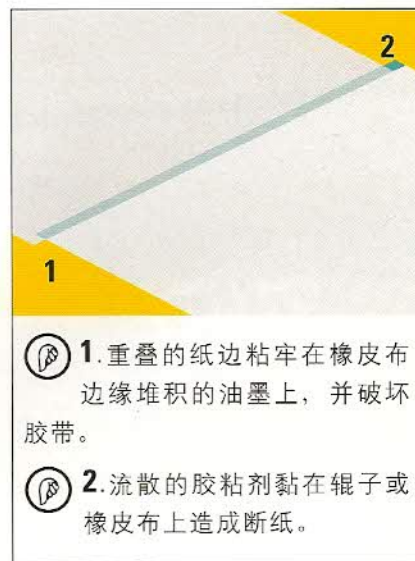 2
1
1.重叠的纸边粘牢在橡皮布
边缘堆积的油墨上，并破坏
胶带。
2.流散的胶粘剂黏在辊子或
橡皮布上造成断纸。